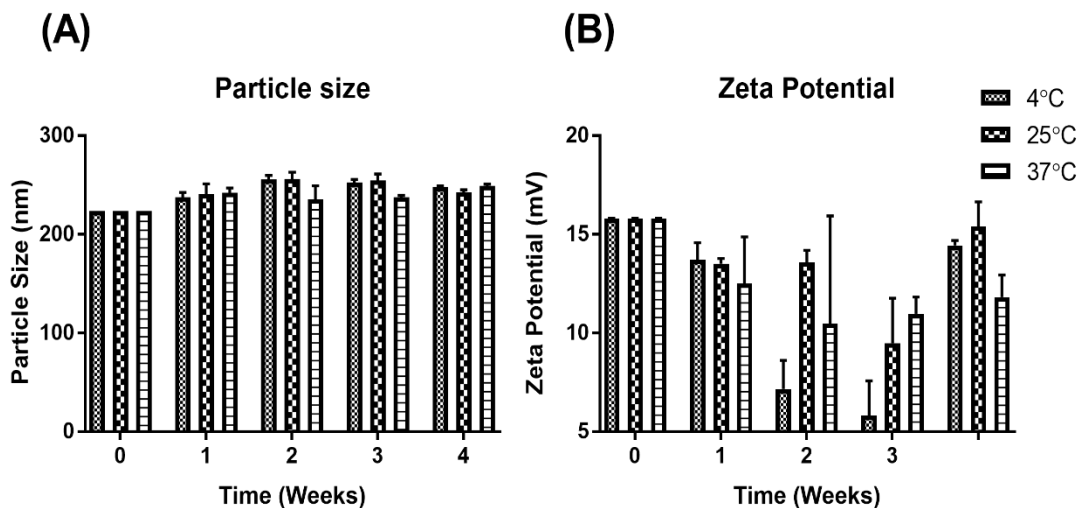 (A)
Particle size
Particle Size (nm)
300
200
100
0
0 1 2 3 4
Time (Weeks)
(B)
Zeta Potential
4°C
25°C
37°C
Zeta Potential (mV)
20
15
10
5
0 1 2 3
Time (Weeks)